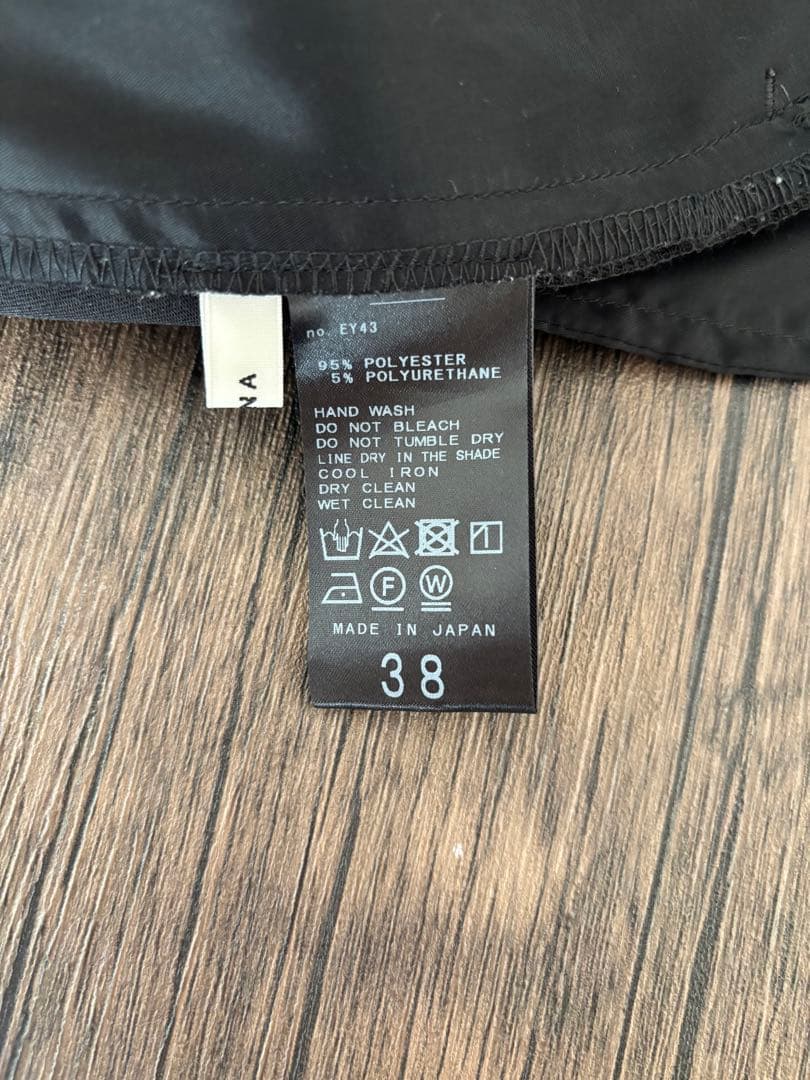 no. EY43
95% POLYESTER
5% POLYURETHANE
HAND WASH
DO NOT BLEACH
DO NOT TUMBLE DRY
LINE DRY IN THE SHADE
COOL IRON
DRY CLEAN
WET CLEAN
F W
MADE IN JAPAN
38